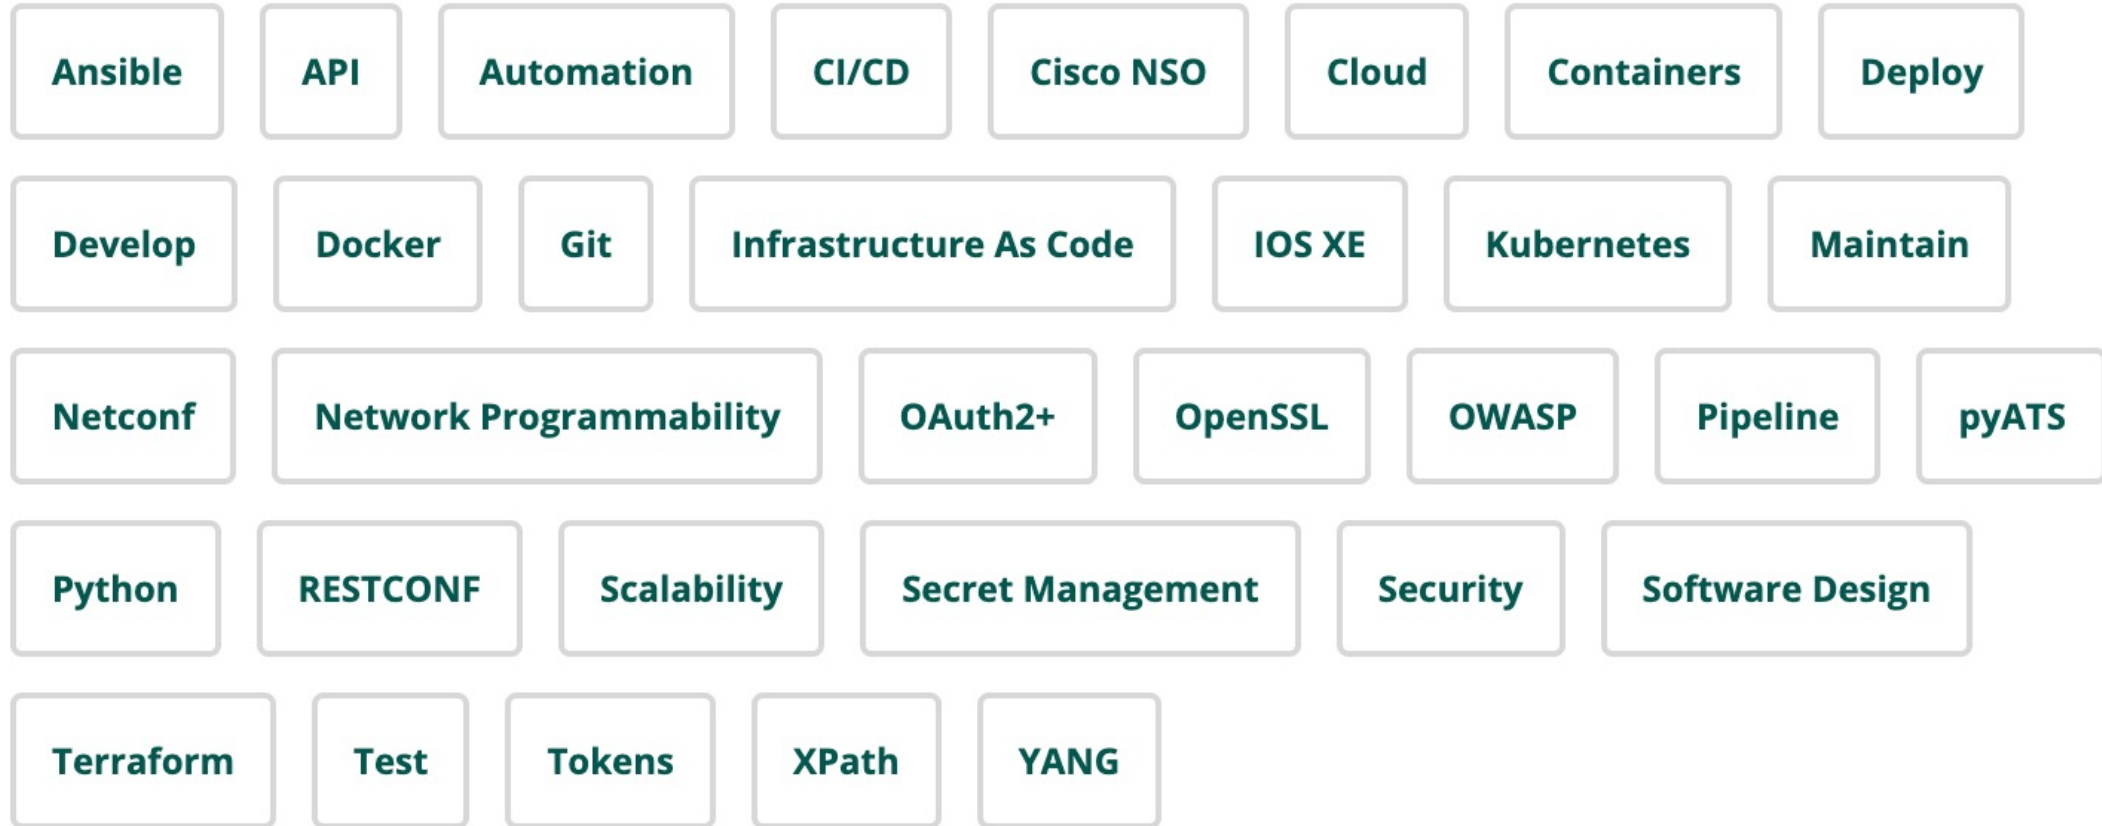 Ansible API Automation CI/CD Cisco NSO Cloud Containers Deploy
Develop Docker Git Infrastructure As Code IOS XE Kubernetes Maintain
Netconf Network Programmability OAuth2+ OpenSSL OWASP Pipeline pyATS
Python RESTCONF Scalability Secret Management Security Software Design
Terraform Test Tokens XPath YANG